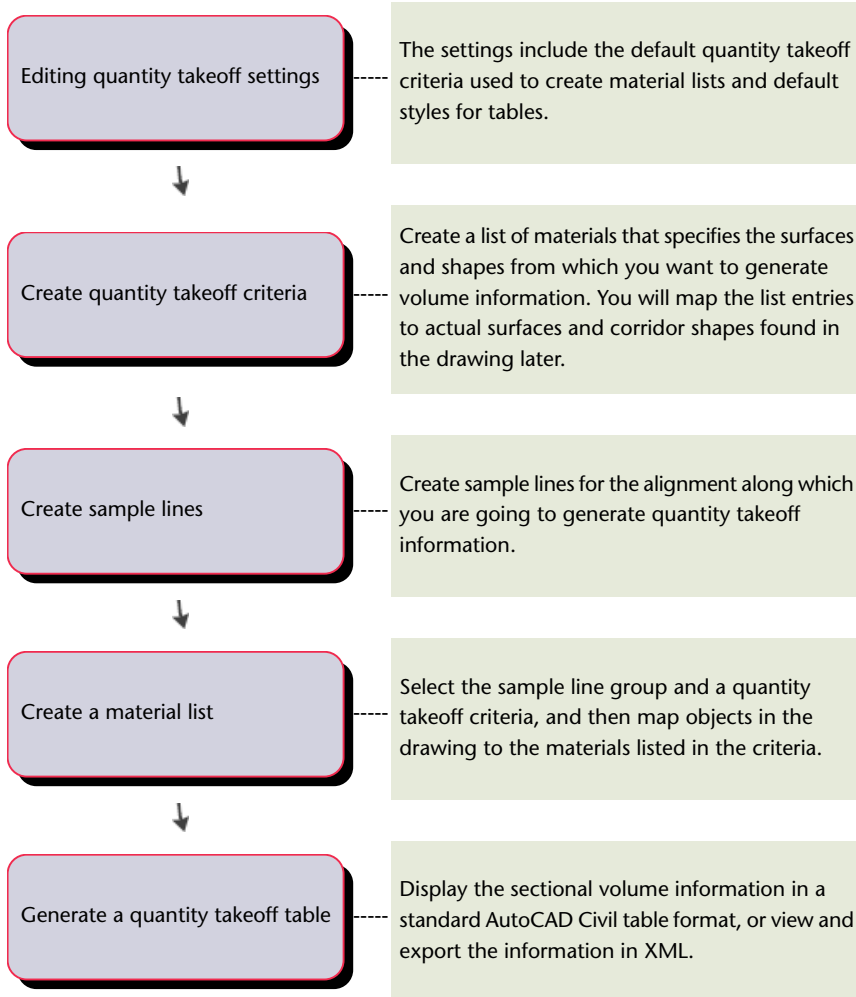 Editing quantity takeoff settings
The settings include the default quantity takeoff
criteria used to create material lists and default
styles for tables.
Create quantity takeoff criteria
Create a list of materials that specifies the surfaces
and shapes from which you want to generate
volume information. You will map the list entries
to actual surfaces and corridor shapes found in
the drawing later.
Create sample lines
Create sample lines for the alignment along which
you are going to generate quantity takeoff
information.
Create a material list
Select the sample line group and a quantity
takeoff criteria, and then map objects in the
drawing to the materials listed in the criteria.
Generate a quantity takeoff table
Display the sectional volume information in a
standard AutoCAD Civil table format, or view and
export the information in XML.